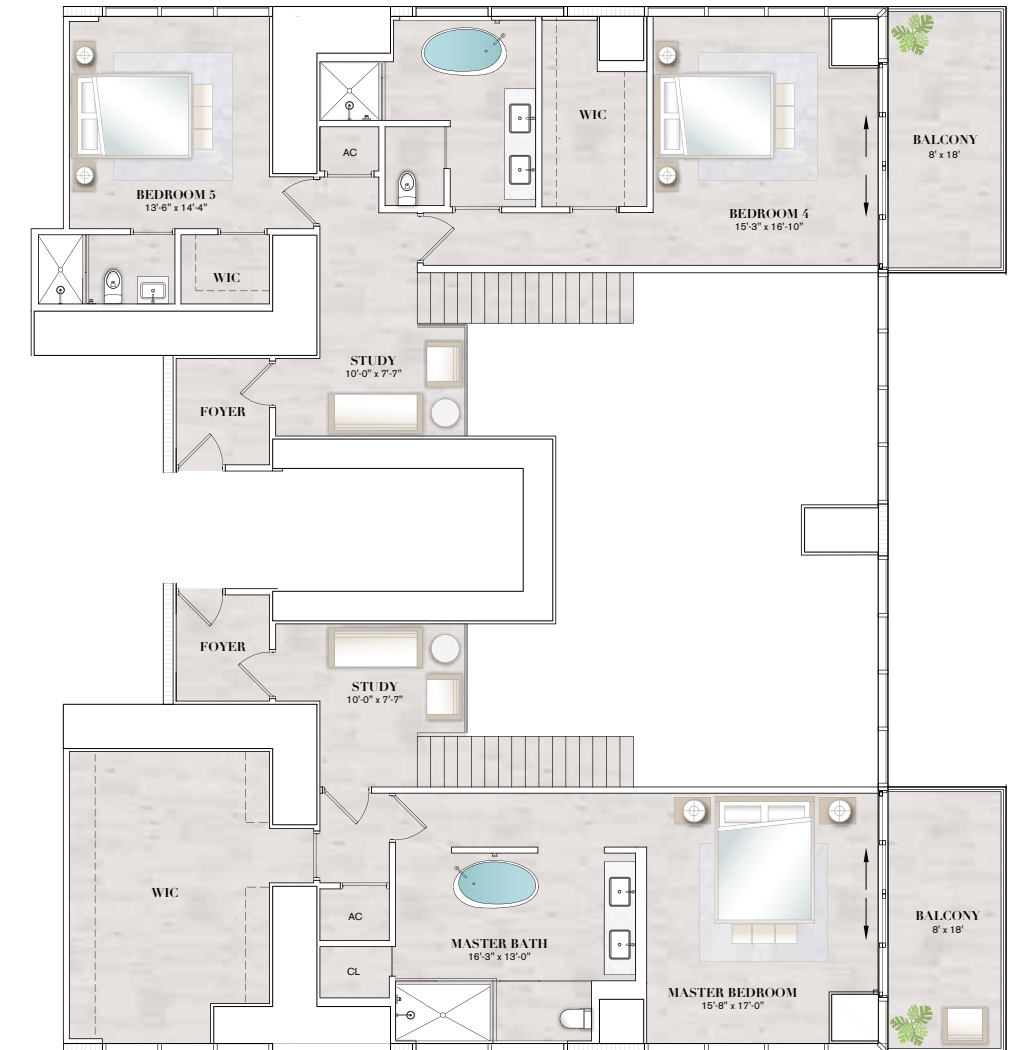 AC
WIC
BALCONY
8' x 18'
BEDROOM 5
13'-6" x 14'-4"
BEDROOM 4
15'-3" x 16'-10"
WIC
STUDY
10'-0" x 7'-7"
FOYER
FOYER
STUDY
10'-0" x 7'-7"
WIC
AC
BALCONY
8' x 18'
MASTER BATH
16'-3" x 13'-0"
CL
MASTER BEDROOM
15'-8" x 17'-0"